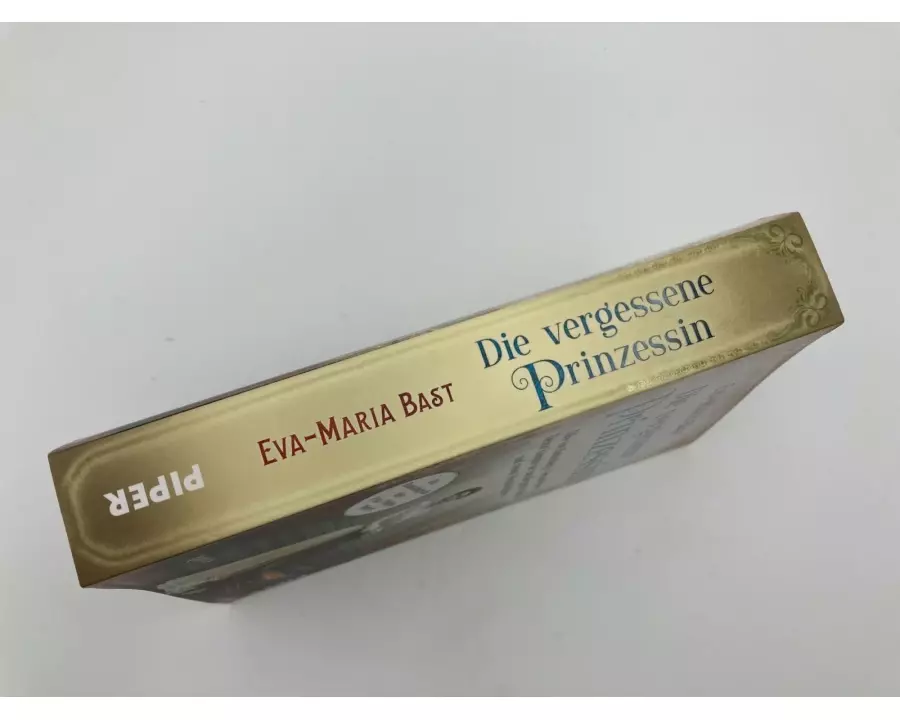 Die vergessene
Prinzessin
EVA-MARIA BAST
PIPER